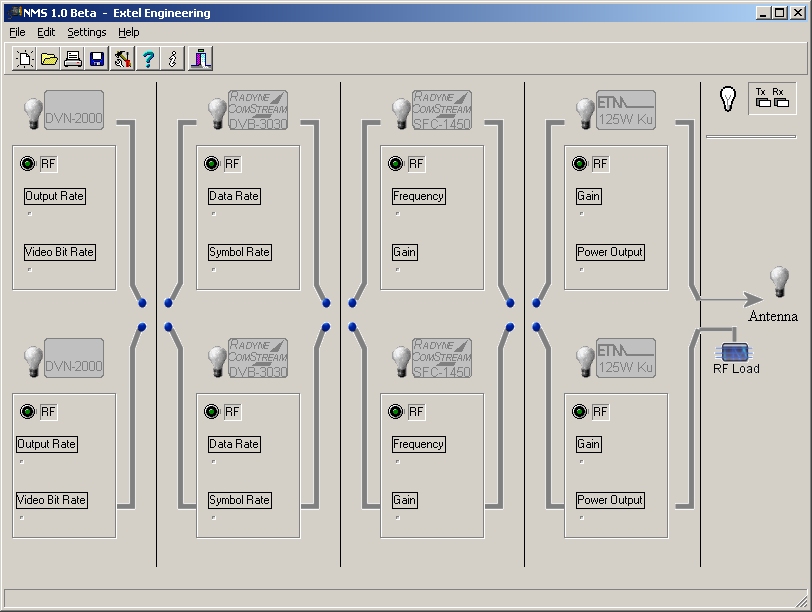 NMS 1.0 Beta - Extel Engineering
File Edit Settings Help
DVN-2000
RADYNE
COMSTREAM
DVB-3030
RADYNE
COMSTREAM
SFC-1450
ETM
125W Ku
Tx Rx
RF
Output Rate
Video Bit Rate
RF
Data Rate
Symbol Rate
RF
Frequency
Gain
RF
Gain
Power Output
Antenna
RF Load
DVN-2000
RADYNE
COMSTREAM
DVB-3030
RADYNE
COMSTREAM
SFC-1450
ETM
125W Ku
RF
Output Rate
Video Bit Rate
RF
Data Rate
Symbol Rate
RF
Frequency
Gain
RF
Gain
Power Output